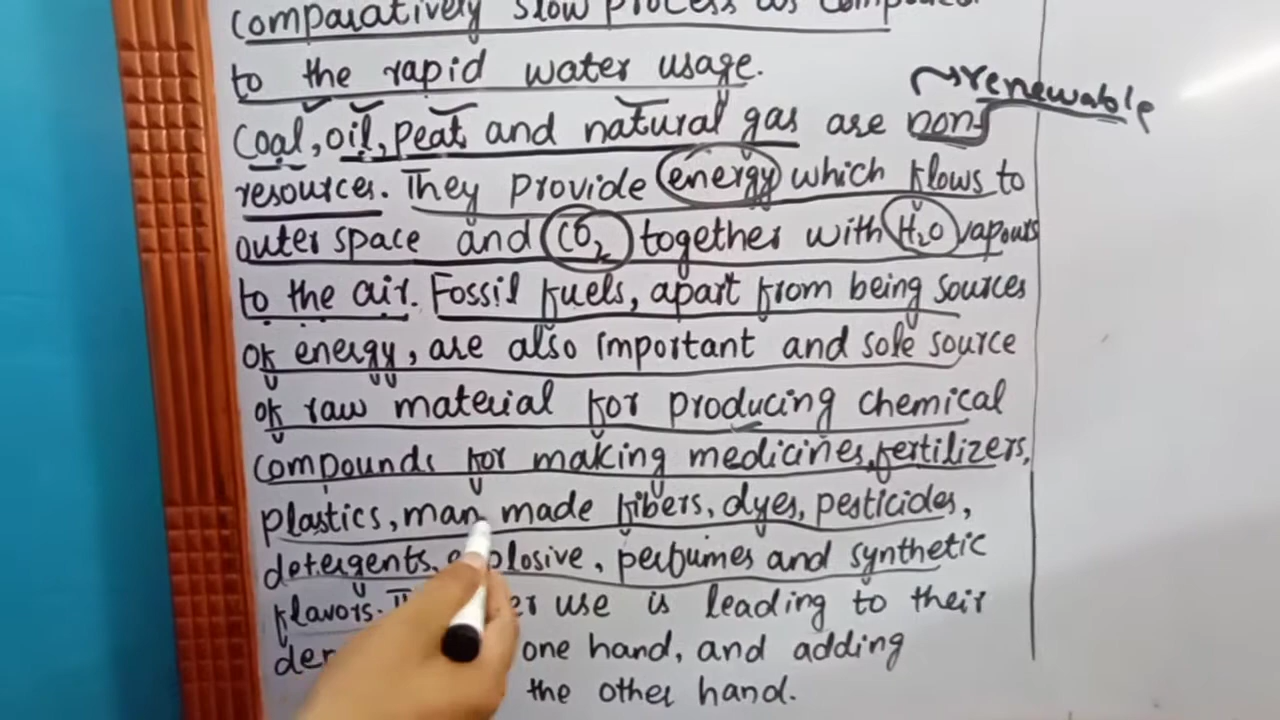 comparatively slow process as compared
to the rapid water usage.
renewable
Coal, oil, peat and natural gas are non-
resources. They provide energy which flows to
outer space and CO2 together with H2O vapours
to the air. Fossil fuels, apart from being sources
of energy, are also important and sole source
of raw material for producing chemical
compounds for making medicines, fertilizers,
plastics, man made fibers, dyes, pesticides,
detergents, explosive, perfumes and synthetic
flavors. use is leading to their
one hand, and adding
the other hand.